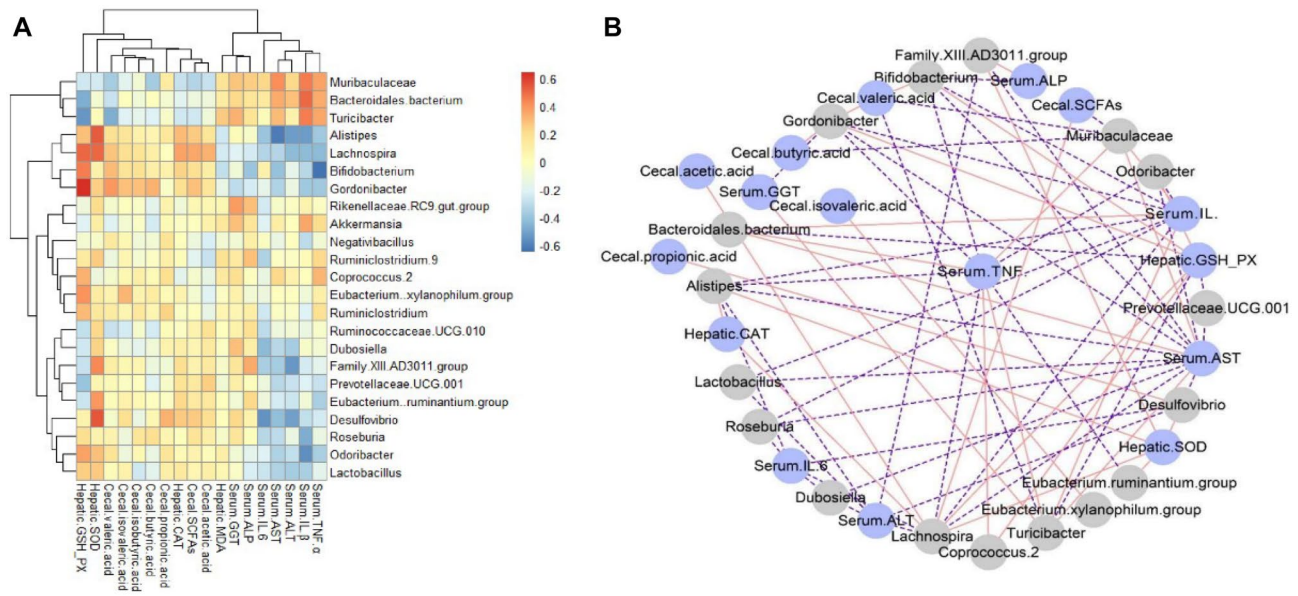 A
Muribaculaceae
Bacteroidales.bacterium
Turicibacter
Alistipes
Lachnospira
Bifidobacterium
Gordonibacter
Rikenellaceae.RC9.gut.group
Akkermansia
Negativibacillus
Ruminiclostridium.9
Coprococcus.2
Eubacterium..xylanophilum.group
Ruminiclostridium
Ruminococcaceae.UCG.010
Dubosiella
Family.XIII.AD3011.group
Prevotellaceae.UCG.001
Eubacterium..ruminantium.group
Desulfovibrio
Roseburia
Odoribacter
Lactobacillus
Hepatic.GSH_PX
Hepatic.SOD
Cecal.valeric.acid
Cecal.isovaleric.acid
Cecal.isobutyric.acid
Cecal.butyric.acid
Cecal.propionic.acid
Hepatic.CAT
Cecal.SCFAs
Cecal.acetic.acid
Hepatic.MDA
Serum.GGT
Serum.ALP
Serum.IL6
Serum.AST
Serum.ALT
Serum.IL.β
Serum.TNF.α
0.6
0.4
0.2
0
-0.2
-0.4
-0.6
B
Family.XIII.AD3011.group
Bifidobacterium
Serum.ALP
Cecal.valeric.acid
Cecal.SCFAs
Gordonibacter
Muribaculaceae
Cecal.butyric.acid
Cecal.acetic.acid
Odoribacter
Serum.GGT
Cecal.isovaleric.acid
Serum.IL.
Bacteroidales.bacterium
Cecal.propionic.acid
Hepatic.GSH_PX
Serum.TNF.
Alistipes
Prevotellaceae.UCG.001
Hepatic.CAT
Serum.AST
Lactobacillus
Desulfovibrio
Roseburia
Hepatic.SOD
Serum.IL.6
Eubacterium.ruminantium.group
Dubosiella
Eubacterium.xylanophilum.group
Serum.ALT
Lachnospira
Turicibacter
Coprococcus.2